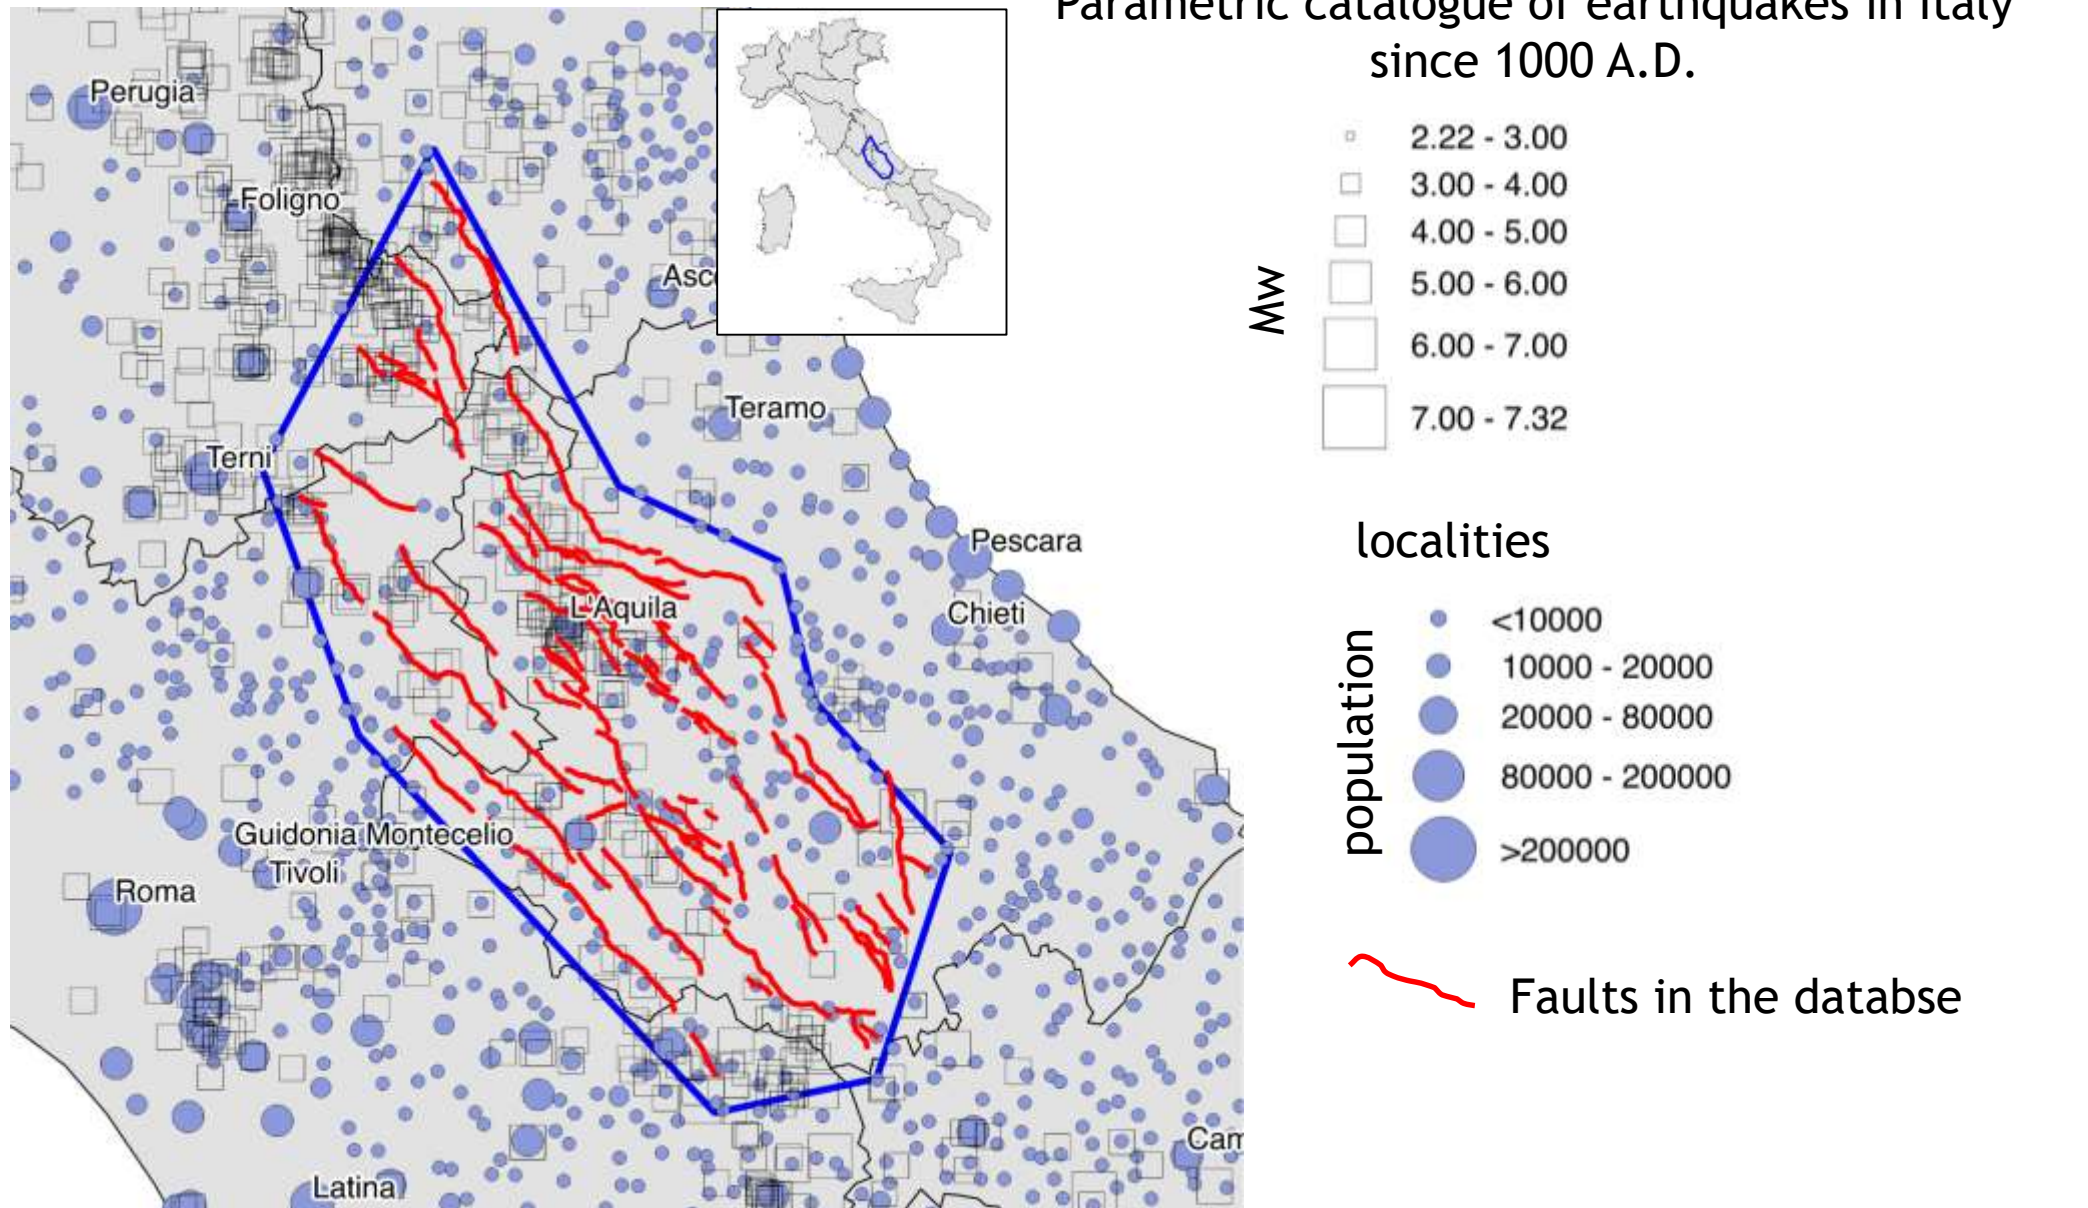 Parametric catalogue of earthquakes in Italy
since 1000 A.D.
Mw
2.22 - 3.00
3.00 - 4.00
4.00 - 5.00
5.00 - 6.00
6.00 - 7.00
7.00 - 7.32
localities
population
<10000
10000 - 20000
20000 - 80000
80000 - 200000
>200000
Faults in the databse
Perugia
Foligno
Asc
Teramo
Terni
Pescara
L'Aquila
Chieti
Guidonia Montecelio
Tivoli
Roma
Cam
Latina